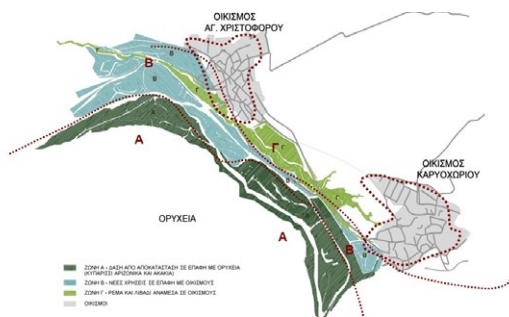 ΟΙΚΙΣΜΟΣ
ΑΓ. ΧΡΙΣΤΟΦΟΡΟΥ
Γ
Β
Β
Β
Γ
Α
Α
Γ
Γ
ΟΙΚΙΣΜΟΣ
ΚΑΡΥΟΧΩΡΙΟΥ
Β
Γ
ΟΡΥΧΕΙΑ
Α
Β
Β
ΖΩΝΗ Α - ΔΑΣΗ ΑΠΟ ΑΠΟΚΑΤΑΣΤΑΣΗ ΣΕ ΕΠΑΦΗ ΜΕ ΟΡΥΧΕΙΑ
(ΚΥΠΑΡΙΣΣΙ ΑΡΙΖΟΝΙΚΑ ΚΑΙ ΑΚΑΚΙΑ)
ΖΩΝΗ Β - ΝΕΕΣ ΧΡΗΣΕΙΣ ΣΕ ΕΠΑΦΗ ΜΕ ΟΙΚΙΣΜΟΥΣ
ΖΩΝΗ Γ - ΡΕΜΑ ΚΑΙ ΛΙΒΑΔΙ ΑΝΑΜΕΣΑ ΣΕ ΟΙΚΙΣΜΟΥΣ
ΟΙΚΙΣΜΟΙ